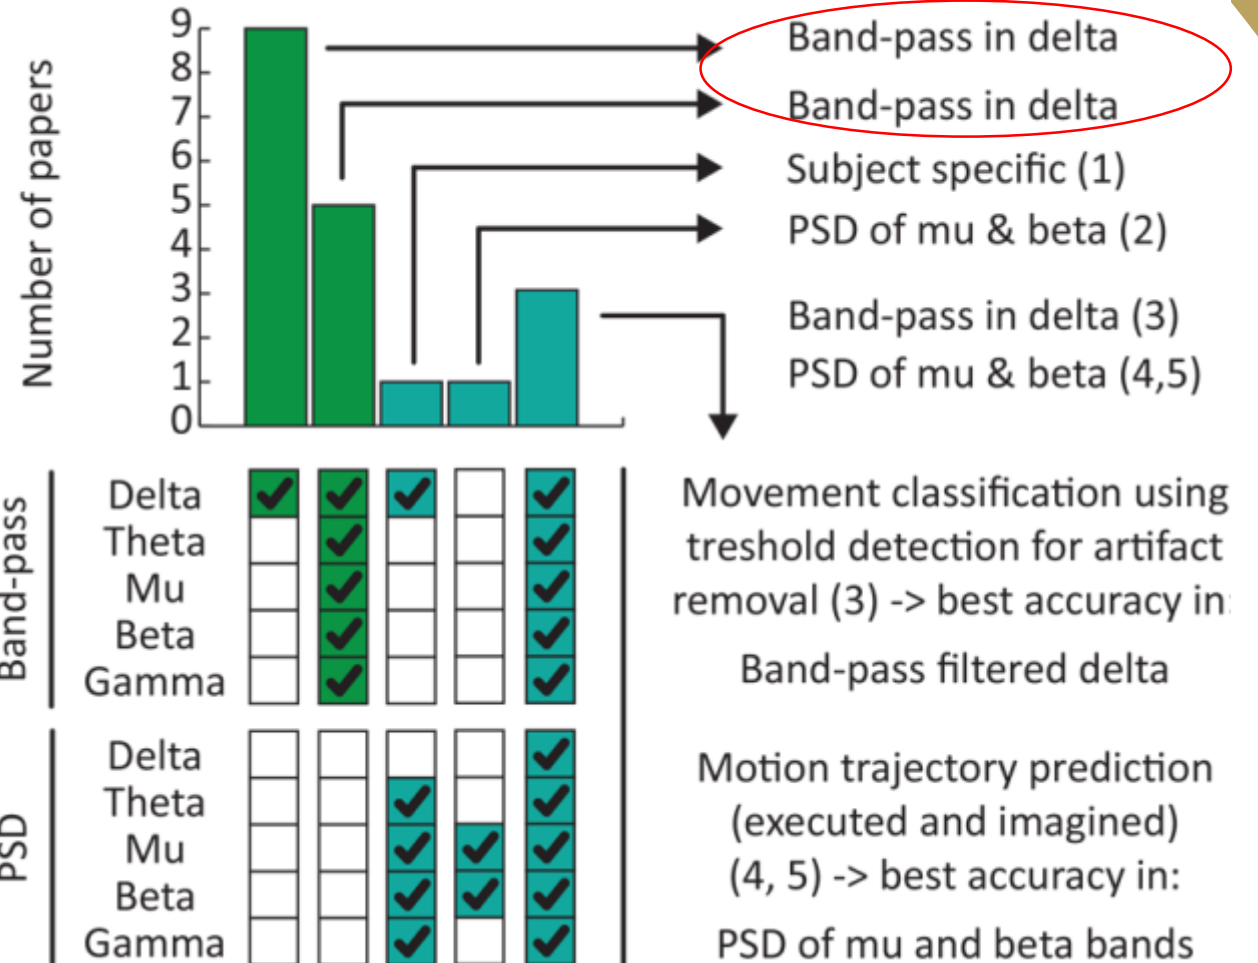 Number of papers
9
8
7
6
5
4
3
2
1
0
Band-pass in delta
Band-pass in delta
Subject specific (1)
PSD of mu & beta (2)
Band-pass in delta (3)
PSD of mu & beta (4,5)
Band-pass
Delta
Theta
Mu
Beta
Gamma
PSD
Delta
Theta
Mu
Beta
Gamma
Movement classification using
treshold detection for artifact
removal (3) -> best accuracy in:
Band-pass filtered delta
Motion trajectory prediction
(executed and imagined)
(4, 5) -> best accuracy in:
PSD of mu and beta bands